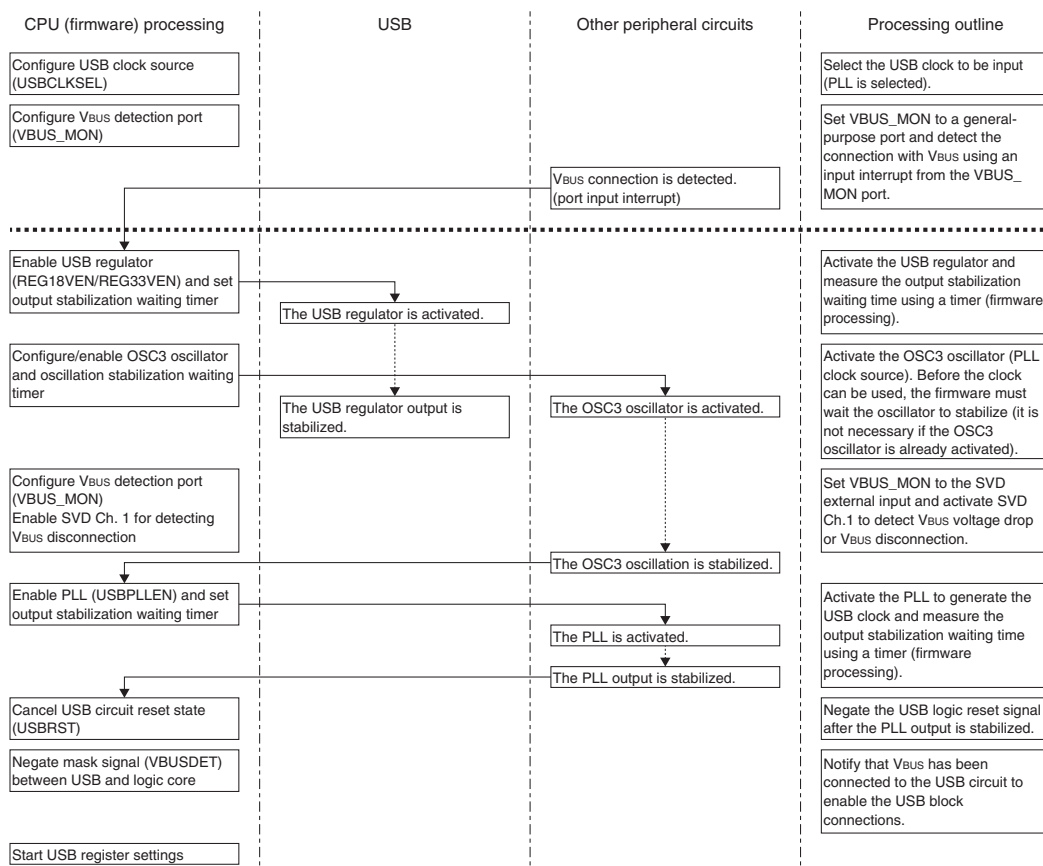 CPU (firmware) processing
USB
Other peripheral circuits
Processing outline
Configure USB clock source
(USBCLKSEL)
Select the USB clock to be input
(PLL is selected).
Configure VBUS detection port
(VBUS_MON)
Set VBUS_MON to a general-
purpose port and detect the
connection with VBUS using an
input interrupt from the VBUS_
MON port.
VBUS connection is detected.
(port input interrupt)
Enable USB regulator
(REG18VEN/REG33VEN) and set
output stabilization waiting timer
Activate the USB regulator and
measure the output stabilization
waiting time using a timer (firmware
processing).
The USB regulator is activated.
Configure/enable OSC3 oscillator
and oscillation stabilization waiting
timer
Activate the OSC3 oscillator (PLL
clock source). Before the clock
can be used, the firmware must
wait the oscillator to stabilize (it is
not necessary if the OSC3
oscillator is already activated).
The USB regulator output is
stabilized.
The OSC3 oscillator is activated.
Configure VBUS detection port
(VBUS_MON)
Enable SVD Ch. 1 for detecting
VBUS disconnection
Set VBUS_MON to the SVD
external input and activate SVD
Ch.1 to detect VBUS voltage drop
or VBUS disconnection.
The OSC3 oscillation is stabilized.
Enable PLL (USBPLLEN) and set
output stabilization waiting timer
Activate the PLL to generate the
USB clock and measure the
output stabilization waiting time
using a timer (firmware
processing).
The PLL is activated.
The PLL output is stabilized.
Cancel USB circuit reset state
(USBRST)
Negate the USB logic reset signal
after the PLL output is stabilized.
Negate mask signal (VBUSDET)
between USB and logic core
Notify that VBUS has been
connected to the USB circuit to
enable the USB block
connections.
Start USB register settings